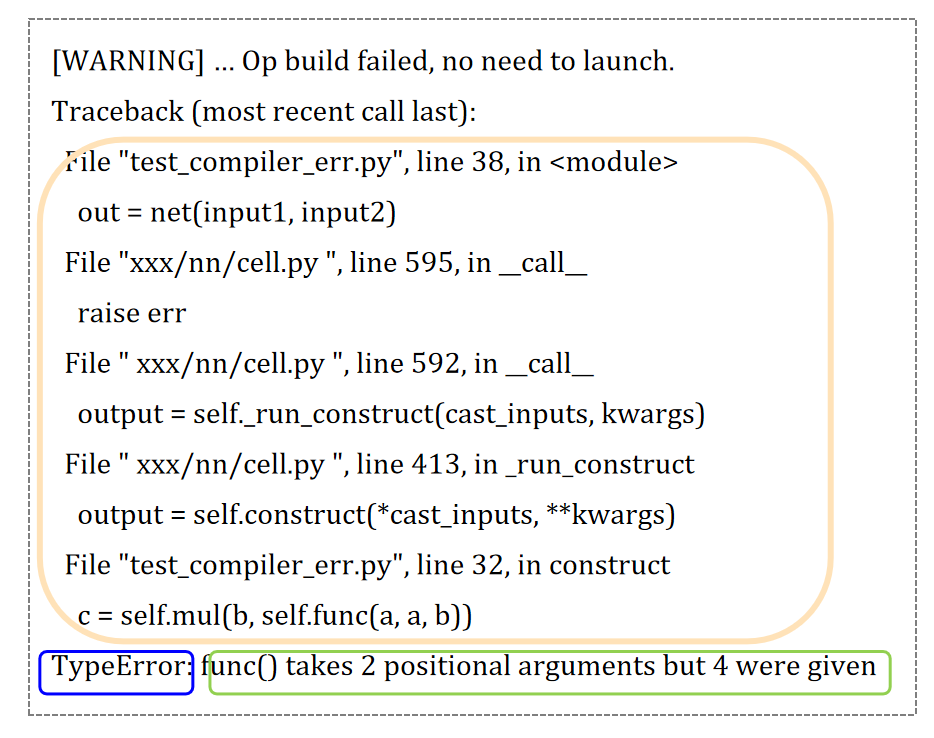 [WARNING] ... Op build failed, no need to launch.
Traceback (most recent call last):
File "test_compiler_err.py", line 38, in <module>
out = net(input1, input2)
File "xxx/nn/cell.py ", line 595, in __call__
raise err
File " xxx/nn/cell.py ", line 592, in __call__
output = self._run_construct(cast_inputs, kwargs)
File " xxx/nn/cell.py ", line 413, in _run_construct
output = self.construct(*cast_inputs, **kwargs)
File "test_compiler_err.py", line 32, in construct
c = self.mul(b, self.func(a, a, b))
TypeError: func() takes 2 positional arguments but 4 were given